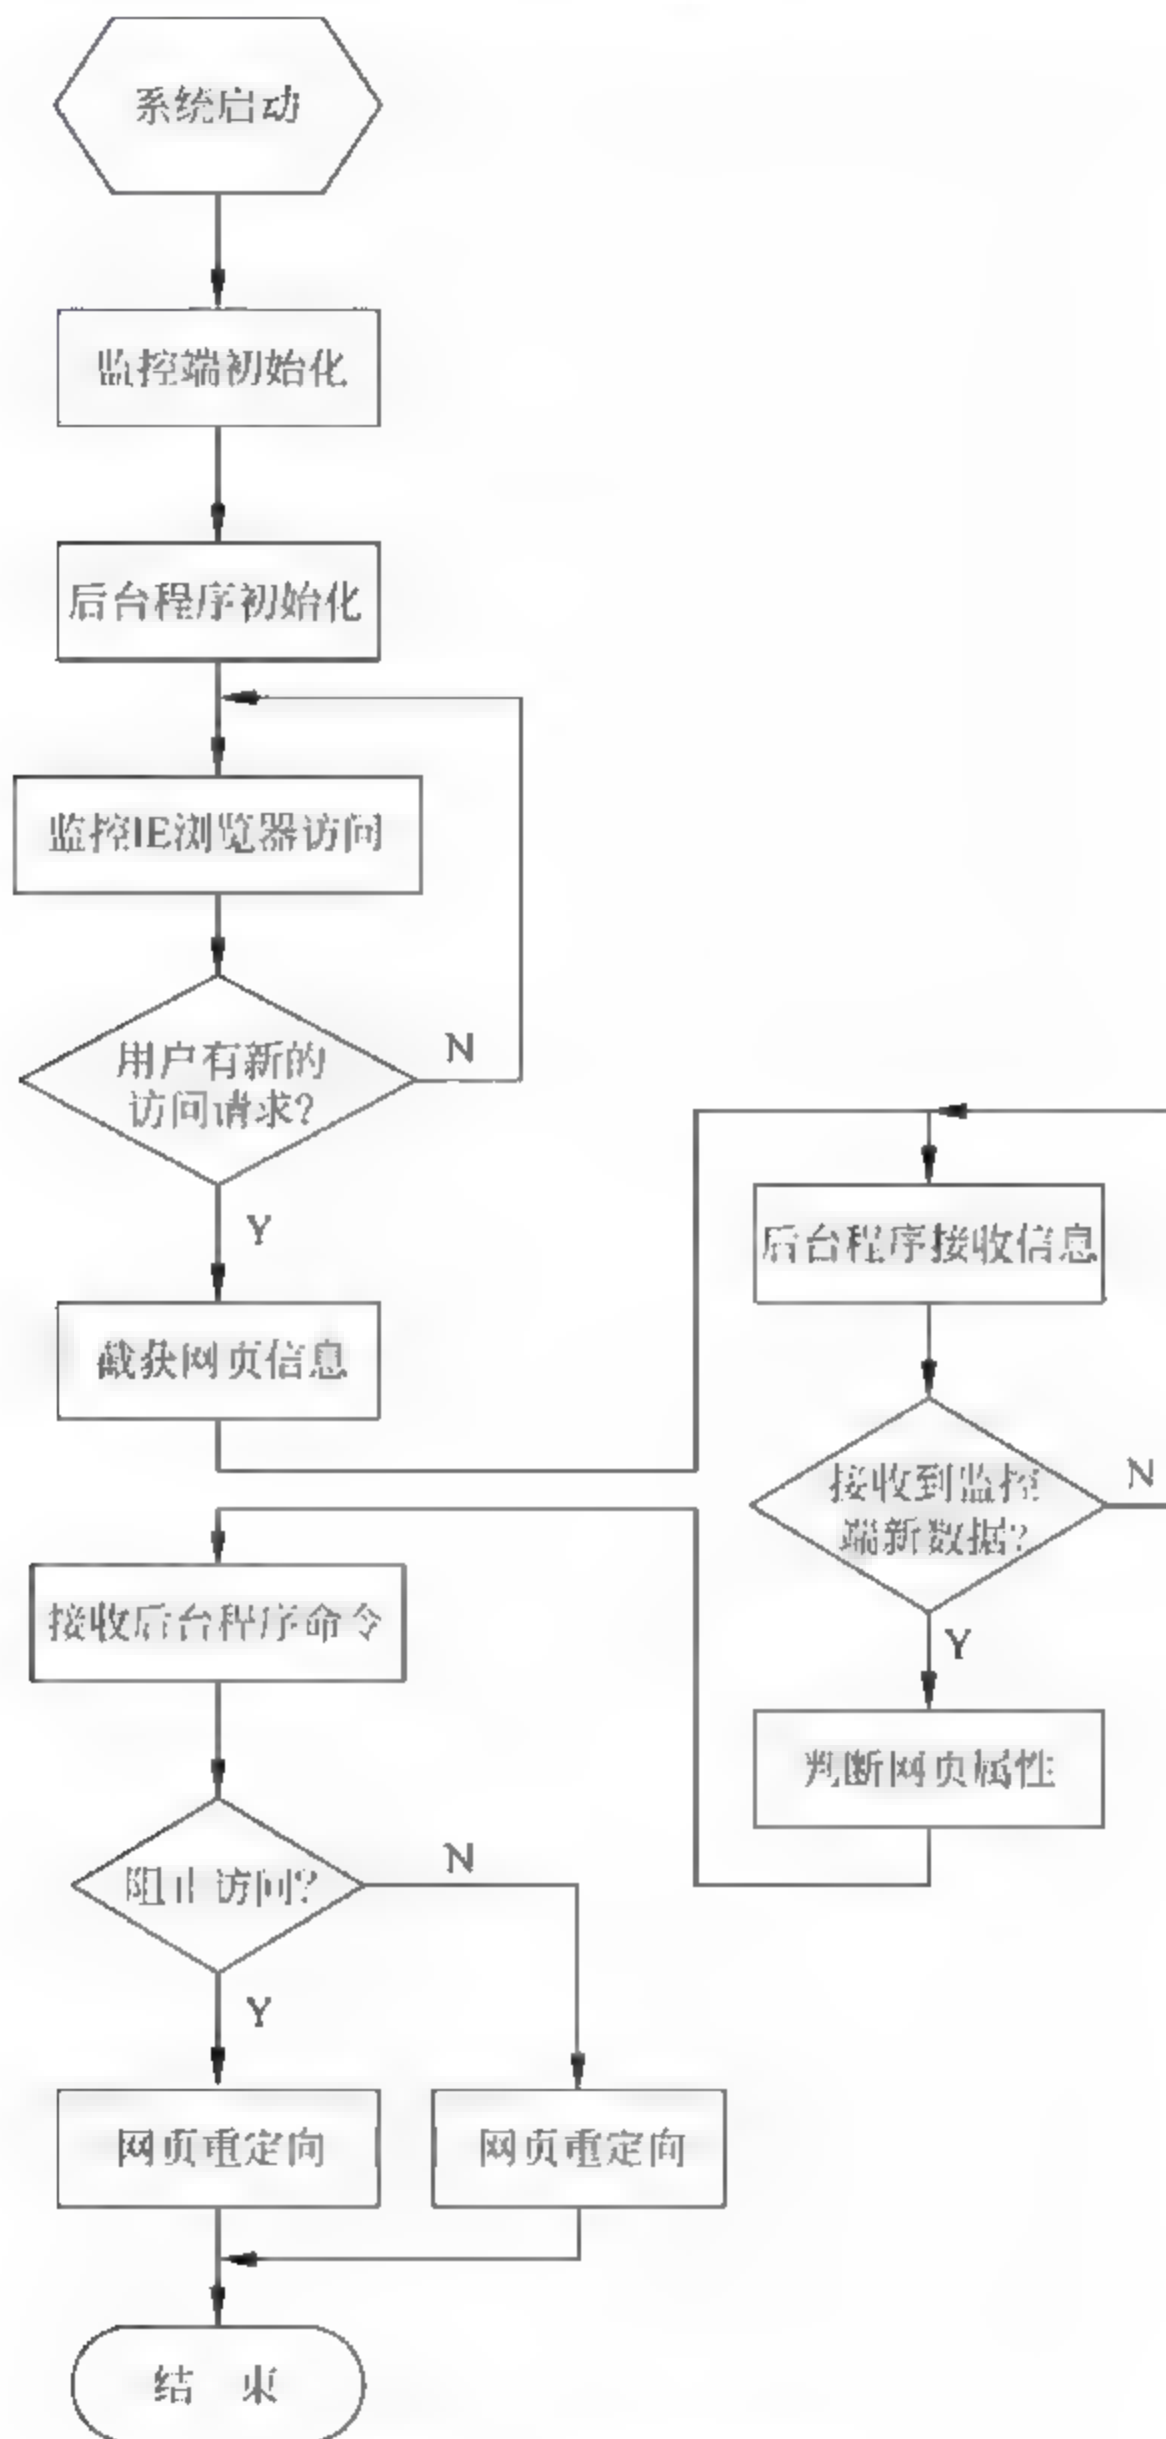 系统启动
监控端初始化
后台程序初始化
监控IE浏览器访问
用户有新的
访问请求?
N
Y
截获网页信息
后台程序接收信息
接收到监控
端新数据?
N
Y
判断网页属性
接收后台程序命令
阻止访问?
N
Y
网页重定向
网页重定向
结 束